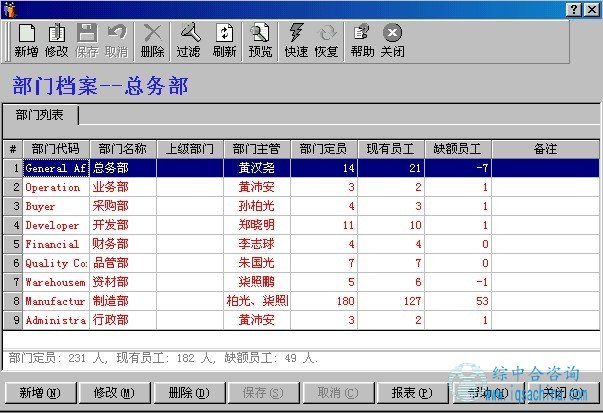 新增 修改 保存 取消 删除 过滤 刷新 预览 快速 恢复 帮助 关闭
部门档案--总务部
部门列表
# 部门代码 部门名称 上级部门 部门主管 部门定员 现有员工 缺额员工 备注
1 General Af 总务部 黄汉尧 14 21 -7
2 Operation 业务部 黄沛安 3 2 1
3 Buyer 采购部 孙柏光 4 3 1
4 Developer 开发部 郑晓明 11 10 1
5 Financial 财务部 李志球 4 4 0
6 Quality Co 品管部 朱国光 7 7 0
7 Warehousem 资材部 柒照鹏 5 6 -1
8 Manufactur 制造部 柏光、柒照 180 127 53
9 Administra 行政部 黄沛安 3 2 1
部门定员: 231 人, 现有员工: 182 人, 缺额员工: 49 人.
综中合咨询
新增(N) 修改(M) 删除(D) 保存(S) 取消(C) 报表(P) 关闭(Q)